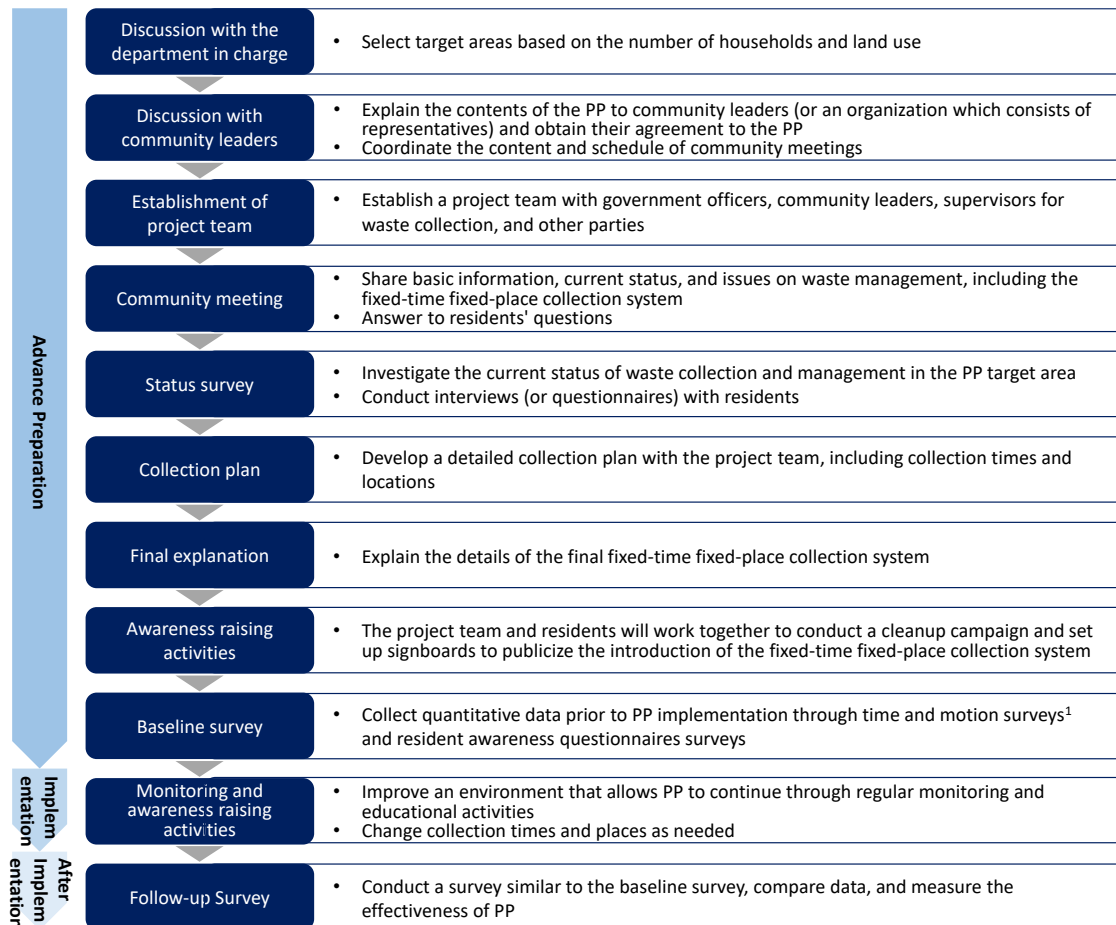 Discussion with the
department in charge
• Select target areas based on the number of households and land use
Discussion with
community leaders
• Explain the contents of the PP to community leaders (or an organization which consists of
representatives) and obtain their agreement to the PP
• Coordinate the content and schedule of community meetings
Establishment of
project team
• Establish a project team with government officers, community leaders, supervisors for
waste collection, and other parties
Community meeting
• Share basic information, current status, and issues on waste management, including the
fixed-time fixed-place collection system
• Answer to residents' questions
Advance Preparation
Status survey
• Investigate the current status of waste collection and management in the PP target area
• Conduct interviews (or questionnaires) with residents
Collection plan
• Develop a detailed collection plan with the project team, including collection times and
locations
Final explanation
• Explain the details of the final fixed-time fixed-place collection system
Awareness raising
activities
• The project team and residents will work together to conduct a cleanup campaign and set
up signboards to publicize the introduction of the fixed-time fixed-place collection system
Baseline survey
• Collect quantitative data prior to PP implementation through time and motion surveys¹
and resident awareness questionnaires surveys
Implem
entation
Monitoring and
awareness raising
activities
• Improve an environment that allows PP to continue through regular monitoring and
educational activities
• Change collection times and places as needed
After
Implem
entation
Follow-up Survey
• Conduct a survey similar to the baseline survey, compare data, and measure the
effectiveness of PP